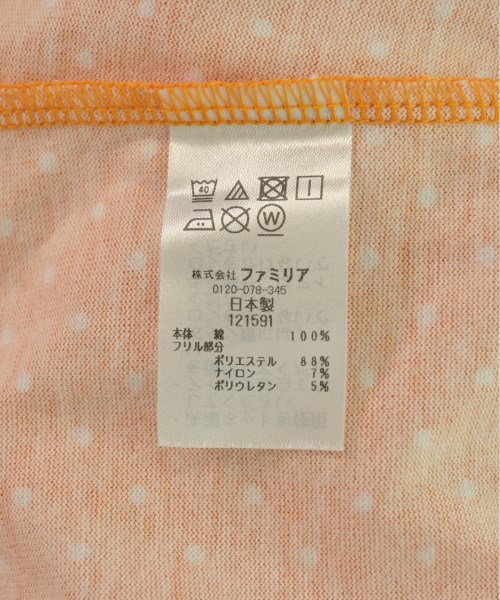 40
W
株式会社 ファミリア
0120-078-345
日本製
121591
本体 綿 100%
フリル部分
ポリエステル 88%
ナイロン 7%
ポリウレタン 5%